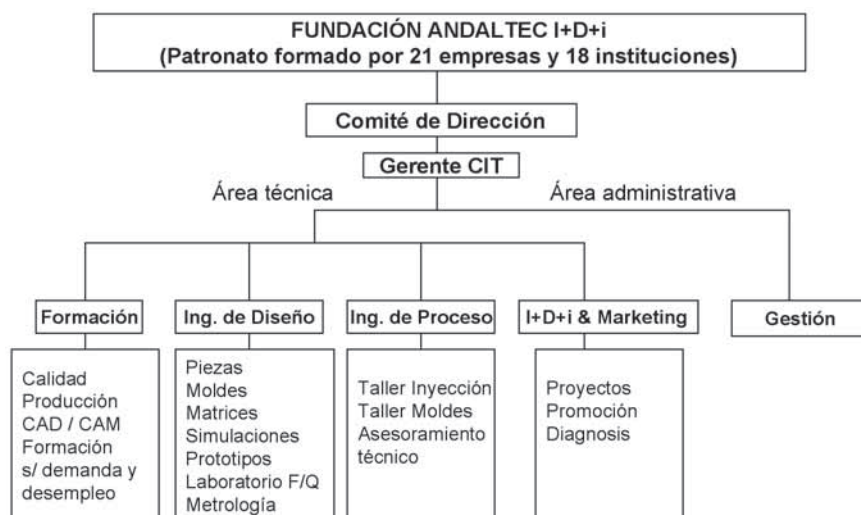 FUNDACIÓN ANDALTEC I+D+i
(Patronato formado por 21 empresas y 18 instituciones)
Comité de Dirección
Gerente CIT
Área técnica
Área administrativa
Formación
Ing. de Diseño
Ing. de Proceso
I+D+i & Marketing
Gestión
Calidad
Producción
CAD / CAM
Formación
s/ demanda y
desempleo
Piezas
Moldes
Matrices
Simulaciones
Prototipos
Laboratorio F/Q
Metrología
Taller Inyección
Taller Moldes
Asesoramiento
técnico
Proyectos
Promoción
Diagnosis